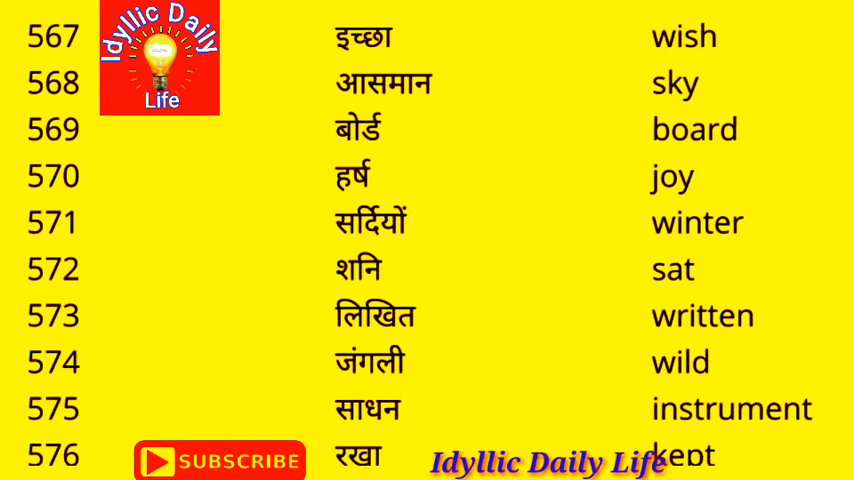 Idyllic Daily
Life
567 इच्छा wish
568 आसमान sky
569 बोर्ड board
570 हर्ष joy
571 सर्दियों winter
572 शनि sat
573 लिखित written
574 जंगली wild
575 साधन instrument
576 रखा kept
SUBSCRIBE
Idyllic Daily Life